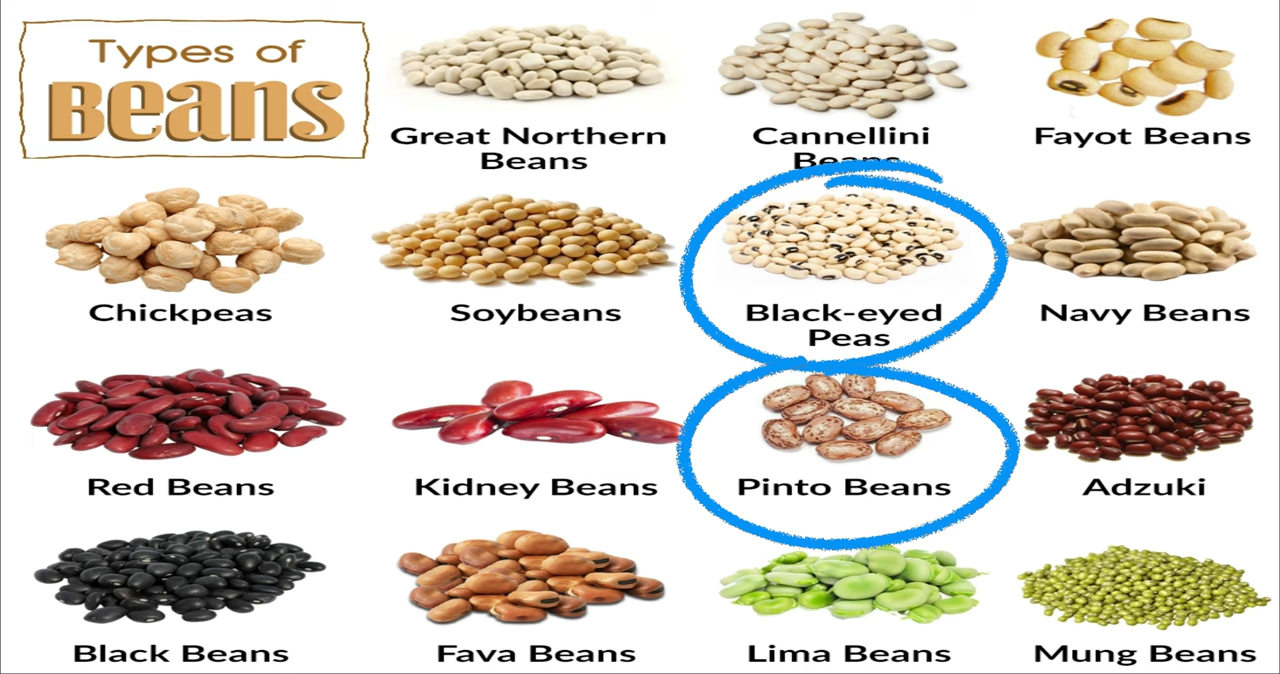 Types of
Beans
Great Northern
Beans
Cannellini
Beans
Fayot Beans
Chickpeas
Soybeans
Black-eyed
Peas
Navy Beans
Red Beans
Kidney Beans
Pinto Beans
Adzuki
Black Beans
Fava Beans
Lima Beans
Mung Beans